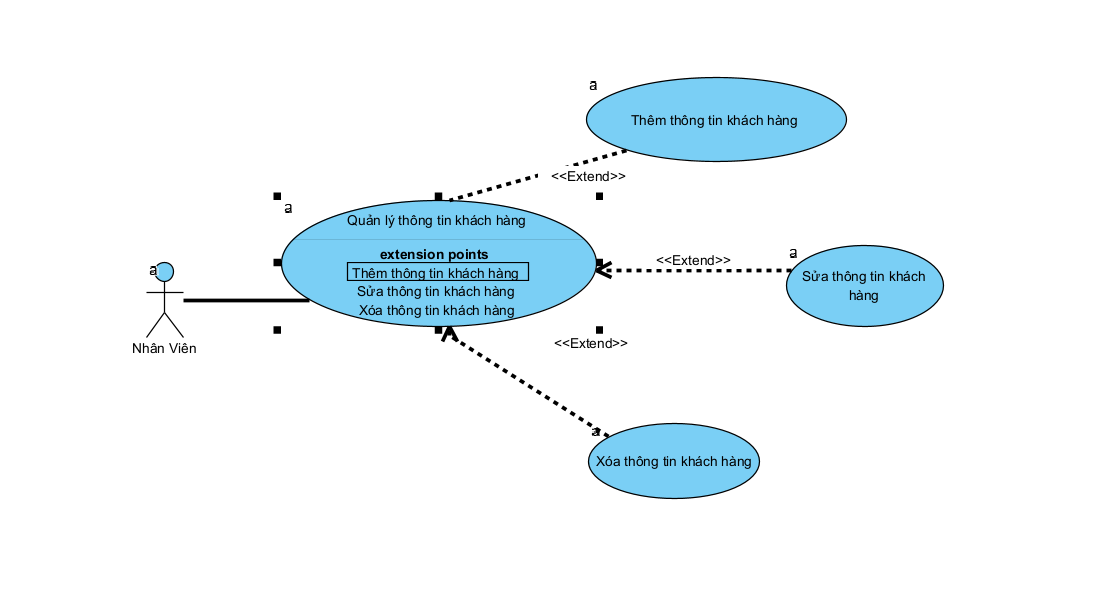 a
Thêm thông tin khách hàng
<<Extend>>
a
Quản lý thông tin khách hàng
extension points
Thêm thông tin khách hàng
Sửa thông tin khách hàng
Xóa thông tin khách hàng
<<Extend>>
a
Sửa thông tin khách
hàng
a
Nhân Viên
<<Extend>>
a
Xóa thông tin khách hàng